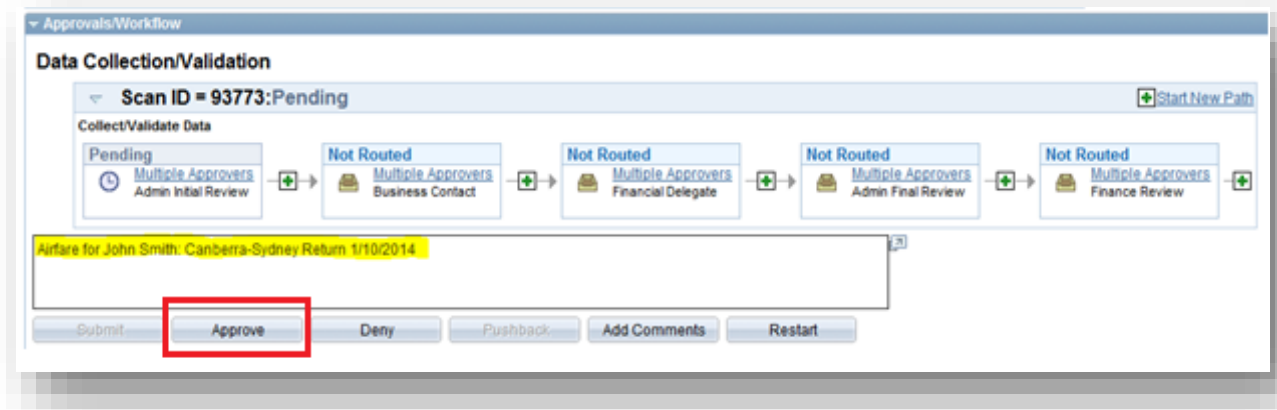 Approvals/Workflow
Data Collection/Validation
Scan ID = 93773:Pending
Start New Path
Collect/Validate Data
Pending
Multiple Approvers
Admin Initial Review
Not Routed
Multiple Approvers
Business Contact
Not Routed
Multiple Approvers
Financial Delegate
Not Routed
Multiple Approvers
Admin Final Review
Not Routed
Multiple Approvers
Finance Review
Airfare for John Smith: Canberra-Sydney Return 1/10/2014
Submit
Approve
Deny
Pushback
Add Comments
Restart